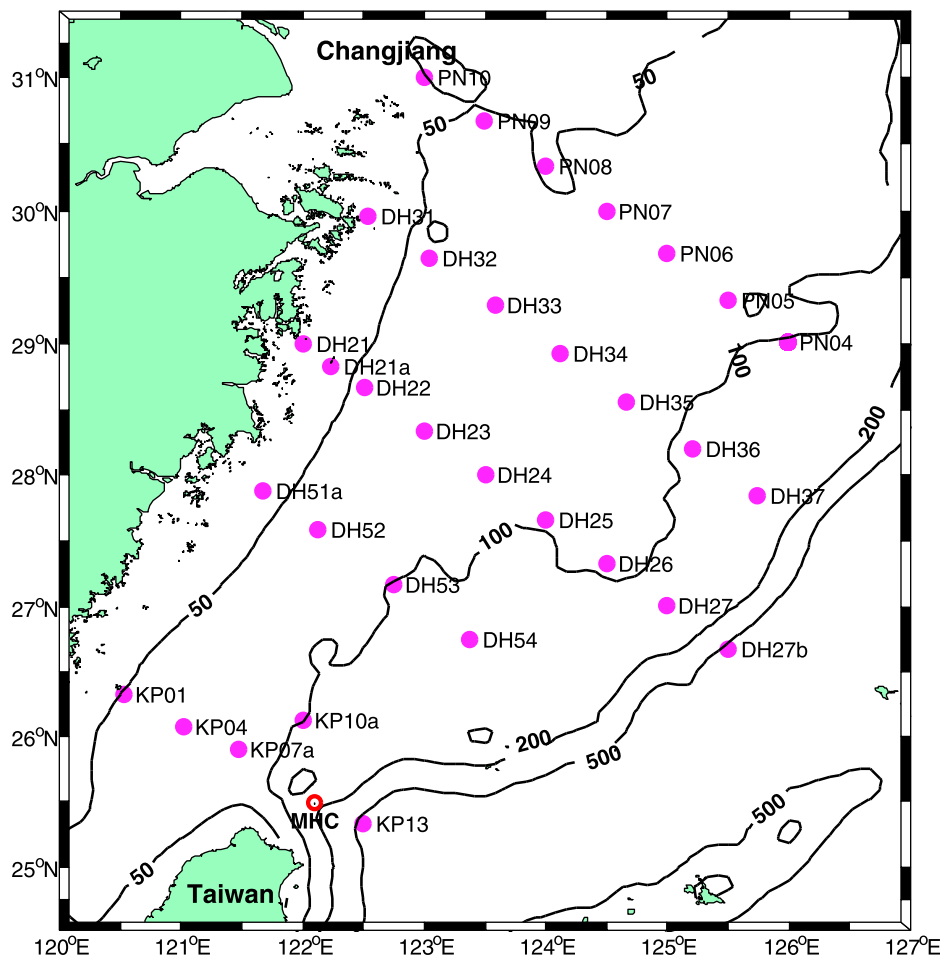 Changjiang
31°N
PN10
50
50
PN09
PN08
30°N
DH31
PN07
DH32
PN06
DH33
PN05
29°N
DH21
PN04
DH21a
DH34
100
DH22
DH35
200
DH23
DH36
28°N
DH24
DH51a
DH37
DH52
DH25
100
DH26
DH53
27°N
50
DH27
DH54
DH27b
KP01
KP10a
KP04
26°N
200
KP07a
500
MHC
KP13
500
25°N
50
Taiwan
120°E
121°E
122°E
123°E
124°E
125°E
126°E
127°E